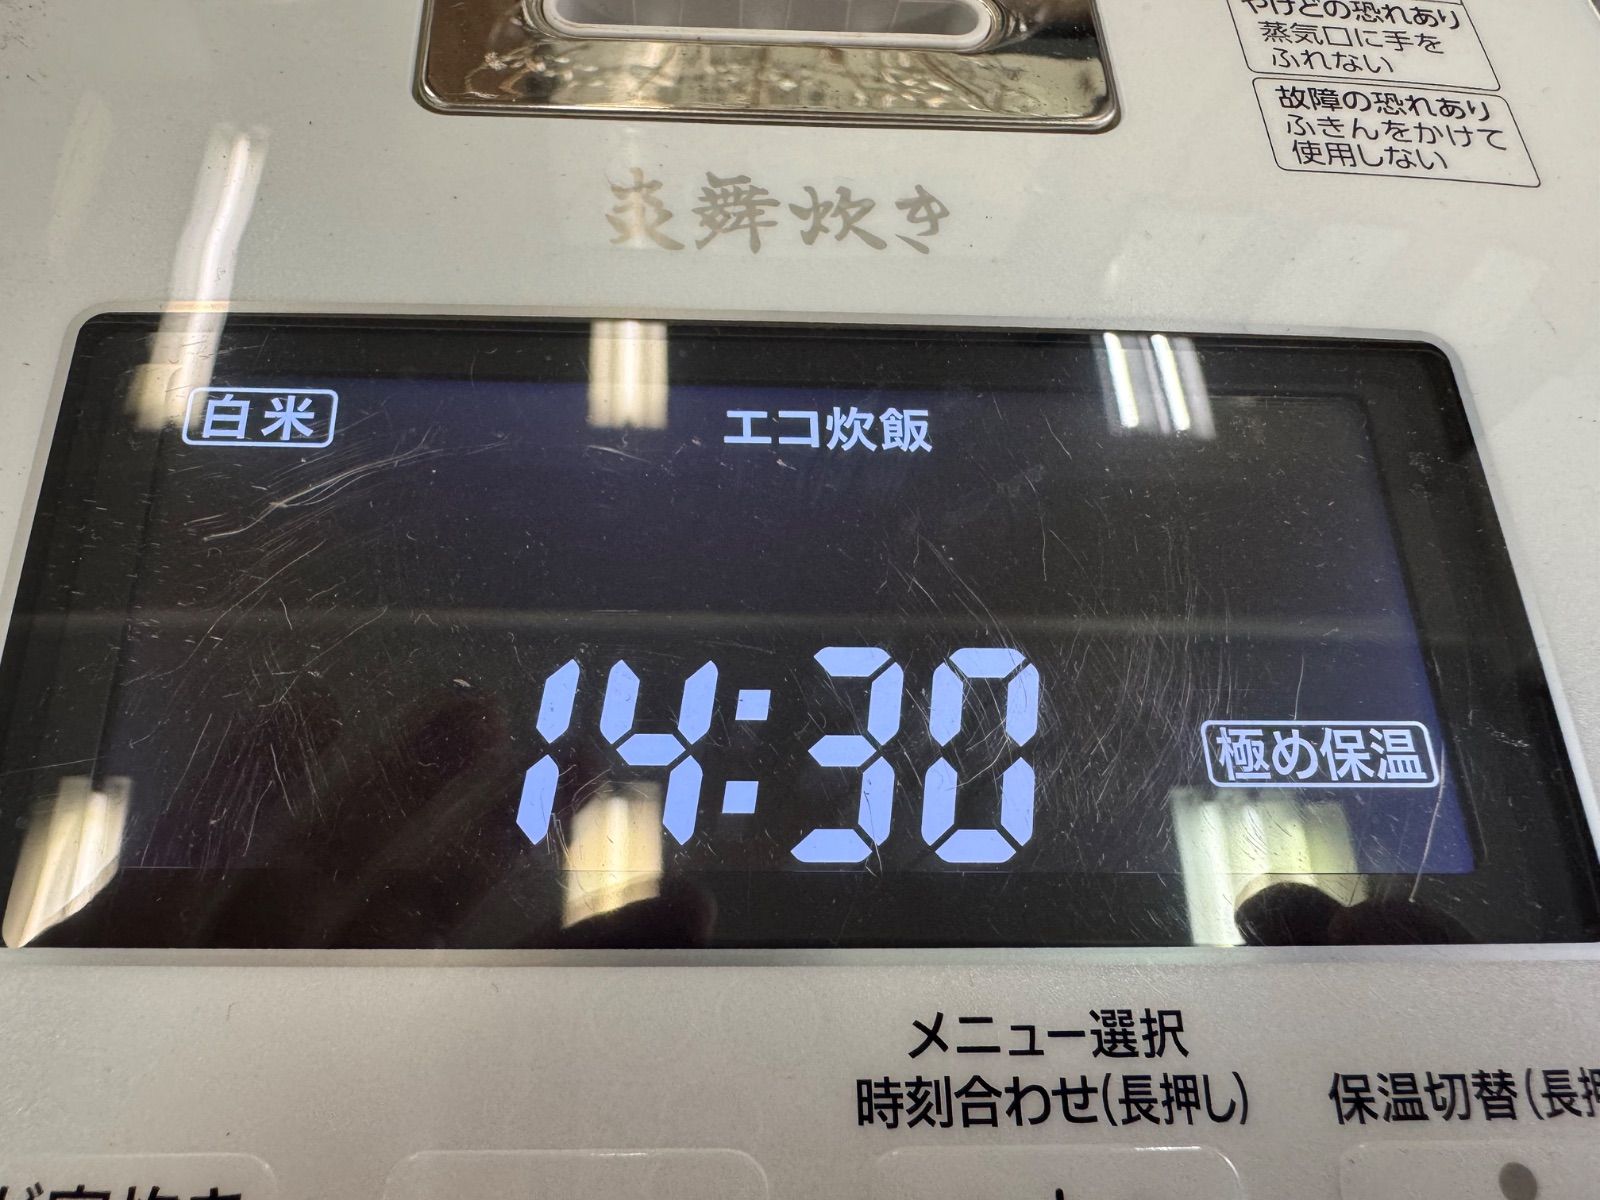 やけどの恐れあり
蒸気口に手を
ふれない
故障の恐れあり
ふきんをかけて
使用しない
炎舞炊き
白米
エコ炊飯
14:30
極め保温
メニュー選択
時刻合わせ(長押し)
保温切替(長押